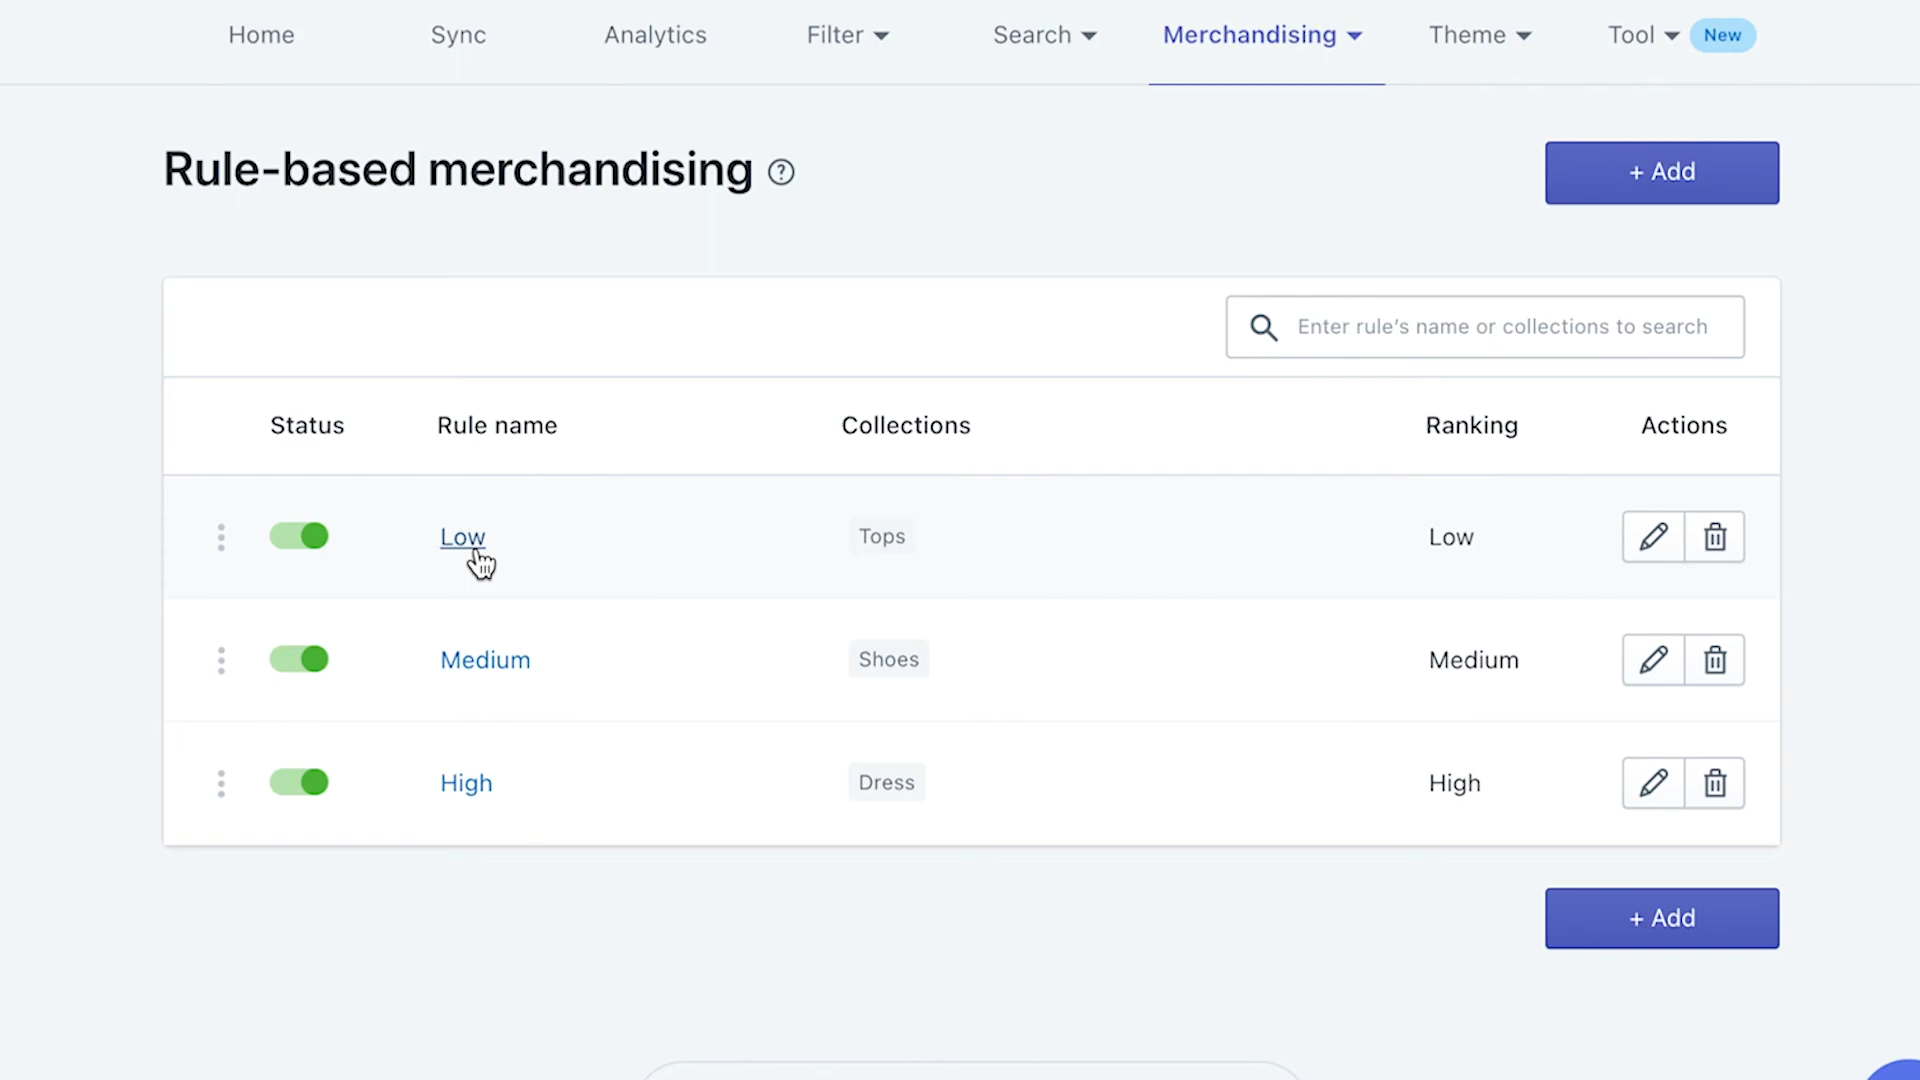 Home Sync Analytics Filter Search Merchandising Theme Tool New
Rule-based merchandising ?
+ Add
Enter rule's name or collections to search
Status Rule name Collections Ranking Actions
Low Tops Low
Medium Shoes Medium
High Dress High
+ Add